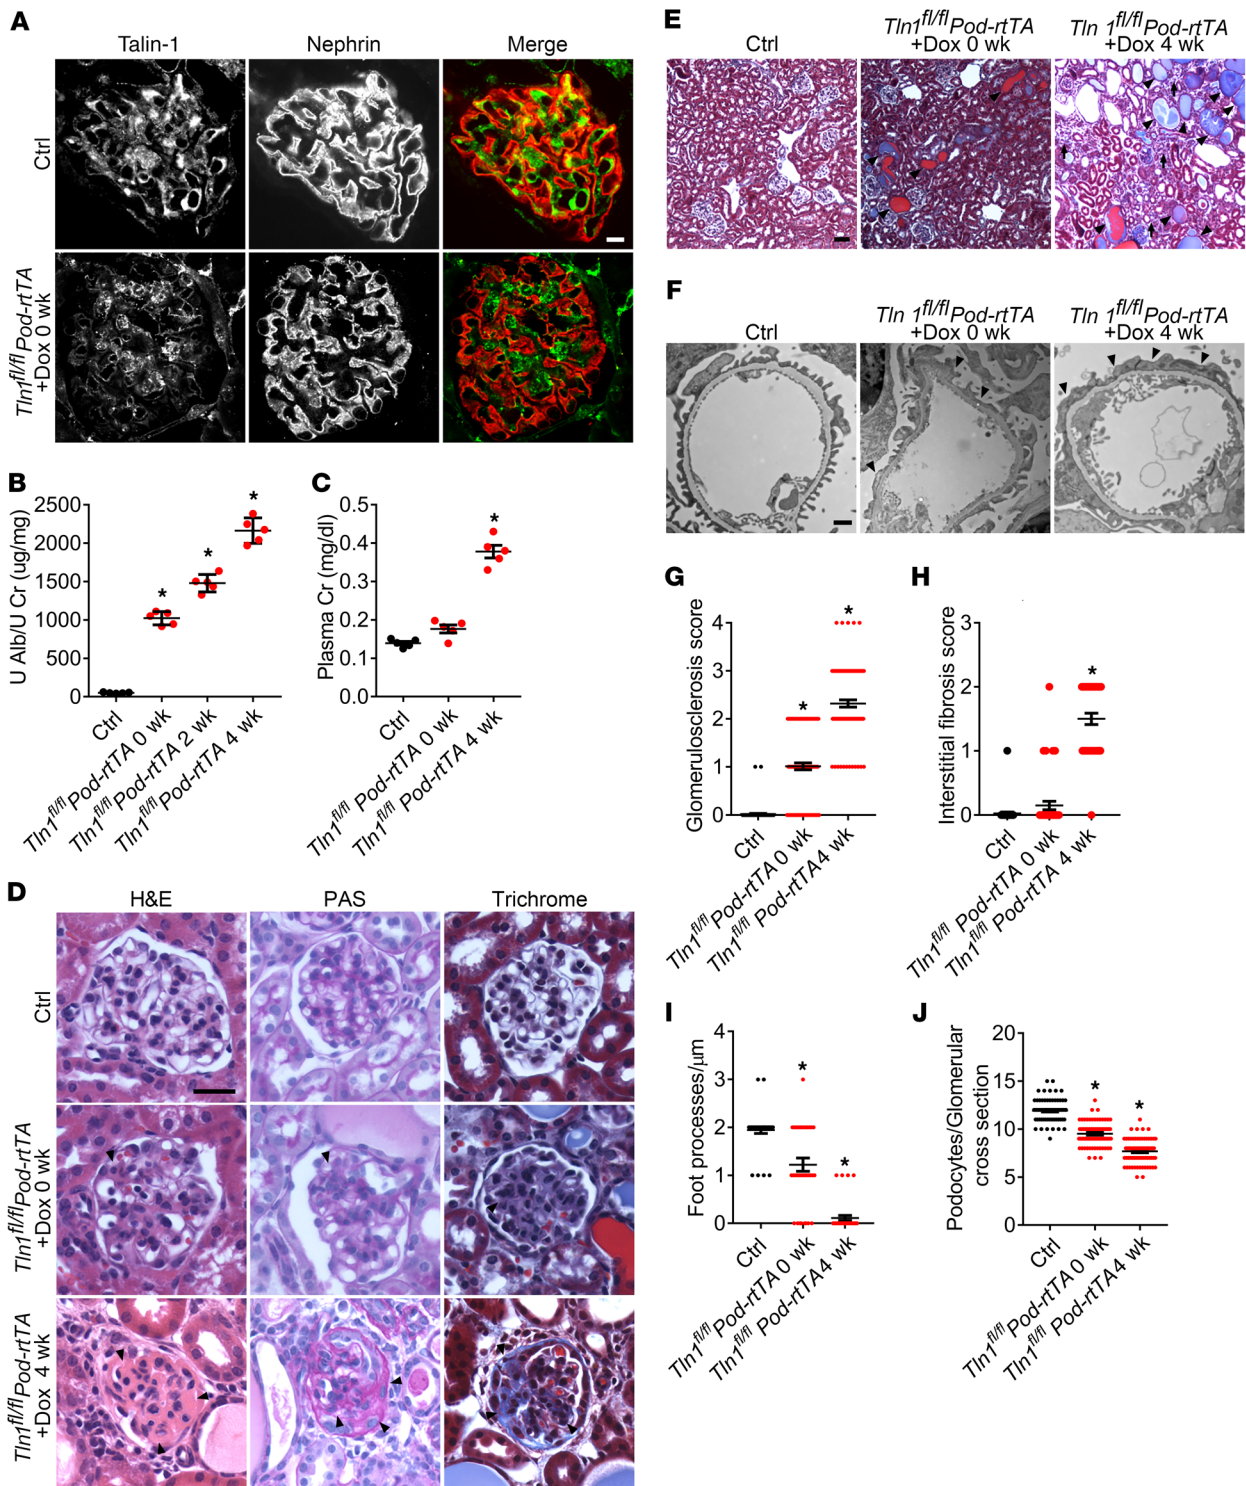 A
Talin-1 Nephrin Merge
Ctrl
Tln1fl/fl Pod-rtTA
+Dox 0 wk
B
U Alb/U Cr (ug/mg)
2500
2000
1500
1000
500
0
*
*
*
Ctrl
Tln1fl/fl Pod-rtTA 0 wk
Tln1fl/fl Pod-rtTA 2 wk
Tln1fl/fl Pod-rtTA 4 wk
C
Plasma Cr (mg/dl)
0.5
0.4
0.3
0.2
0.1
0.0
*
Ctrl
Tln1fl/fl Pod-rtTA 0 wk
Tln1fl/fl Pod-rtTA 4 wk
D
H&E PAS Trichrome
Ctrl
Tln1fl/fl Pod-rtTA
+Dox 0 wk
Tln1fl/fl Pod-rtTA
+Dox 4 wk
E
Ctrl
Tln1fl/fl Pod-rtTA
+Dox 0 wk
Tln 1fl/fl Pod-rtTA
+Dox 4 wk
F
Ctrl
Tln 1fl/fl Pod-rtTA
+Dox 0 wk
Tln 1fl/fl Pod-rtTA
+Dox 4 wk
G
Glomerulosclerosis score
4
3
2
1
0
*
*
Ctrl
Tln1fl/fl Pod-rtTA 0 wk
Tln1fl/fl Pod-rtTA 4 wk
H
Interstitial fibrosis score
3
2
1
0
*
Ctrl
Tln1fl/fl Pod-rtTA 0 wk
Tln1fl/fl Pod-rtTA 4 wk
I
Foot processes/μm
4
3
2
1
0
*
*
Ctrl
Tln1fl/fl Pod-rtTA 0 wk
Tln1fl/fl Pod-rtTA 4 wk
J
Podocytes/Glomerular
cross section
20
15
10
5
0
*
*
Ctrl
Tln1fl/fl Pod-rtTA 0 wk
Tln1fl/fl Pod-rtTA 4 wk